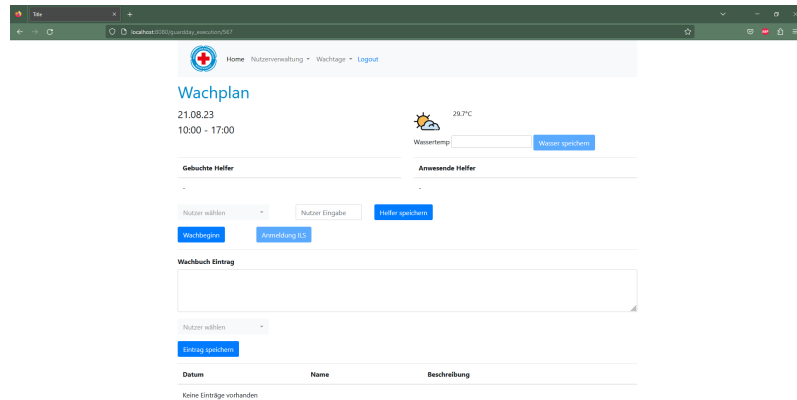 Title
localhost:8080/guardday_execution/567
Home Nutzerverwaltung Wachtage Logout
Wachplan
21.08.23
10:00 - 17:00
29.7°C
Wassertemp Wasser speichern
Gebuchte Helfer Anwesende Helfer
- -
Nutzer wählen Nutzer Eingabe Helfer speichern
Wachbeginn Anmeldung ILS
Wachbuch Eintrag
Nutzer wählen
Eintrag speichern
Datum Name Beschreibung
Keine Einträge vorhanden